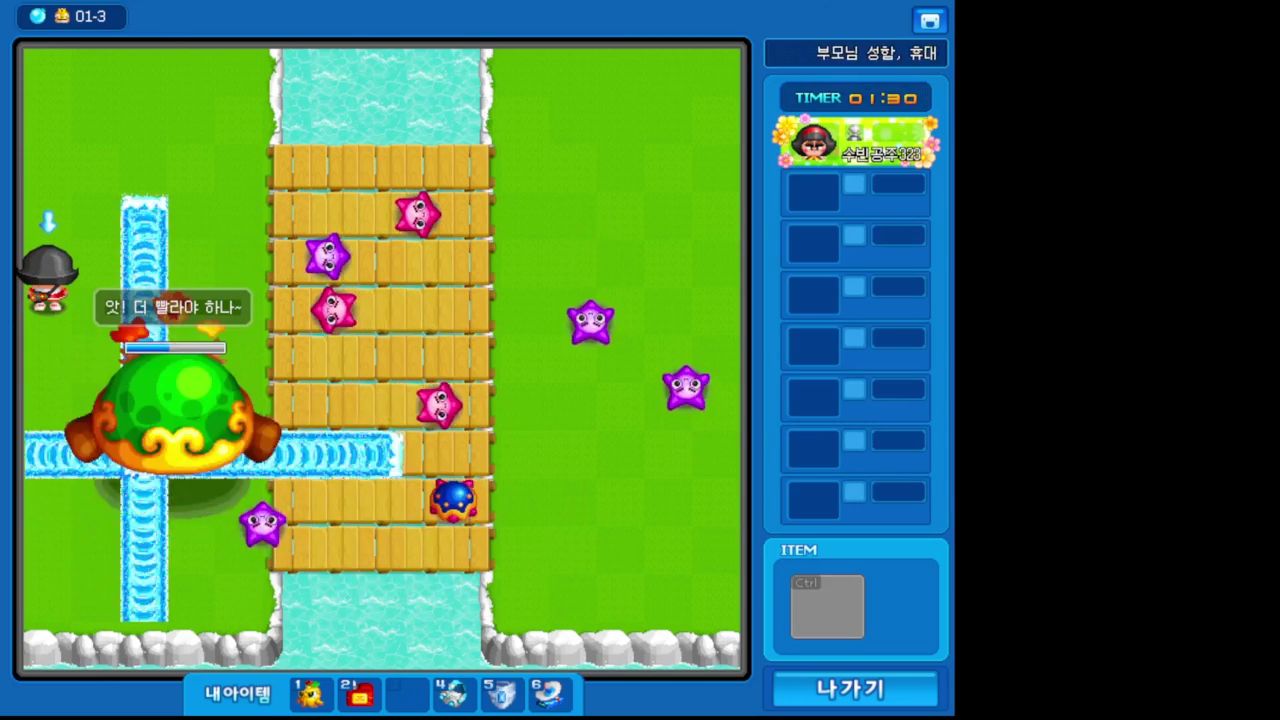 01-3
부모님 성함, 휴대
TIMER 01:30
수빈공주323
앗! 더 빨라야 하나~
ITEM
Ctrl
내아이템 1 2 4 5 6
나가기